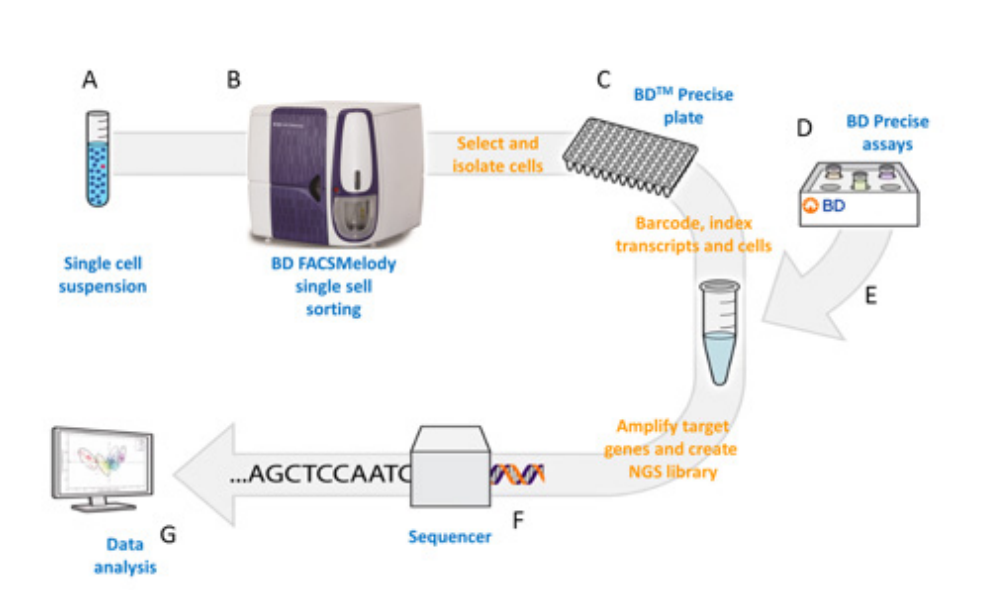 A
B
C
BD™ Precise
plate
D
BD Precise
assays
Select and
isolate cells
BD
Barcode, index
transcripts and cells
Single cell
suspension
BD FACSMelody
single sell
sorting
E
Amplify target
genes and create
NGS library
...AGCTCCAATC
F
Sequencer
G
Data
analysis